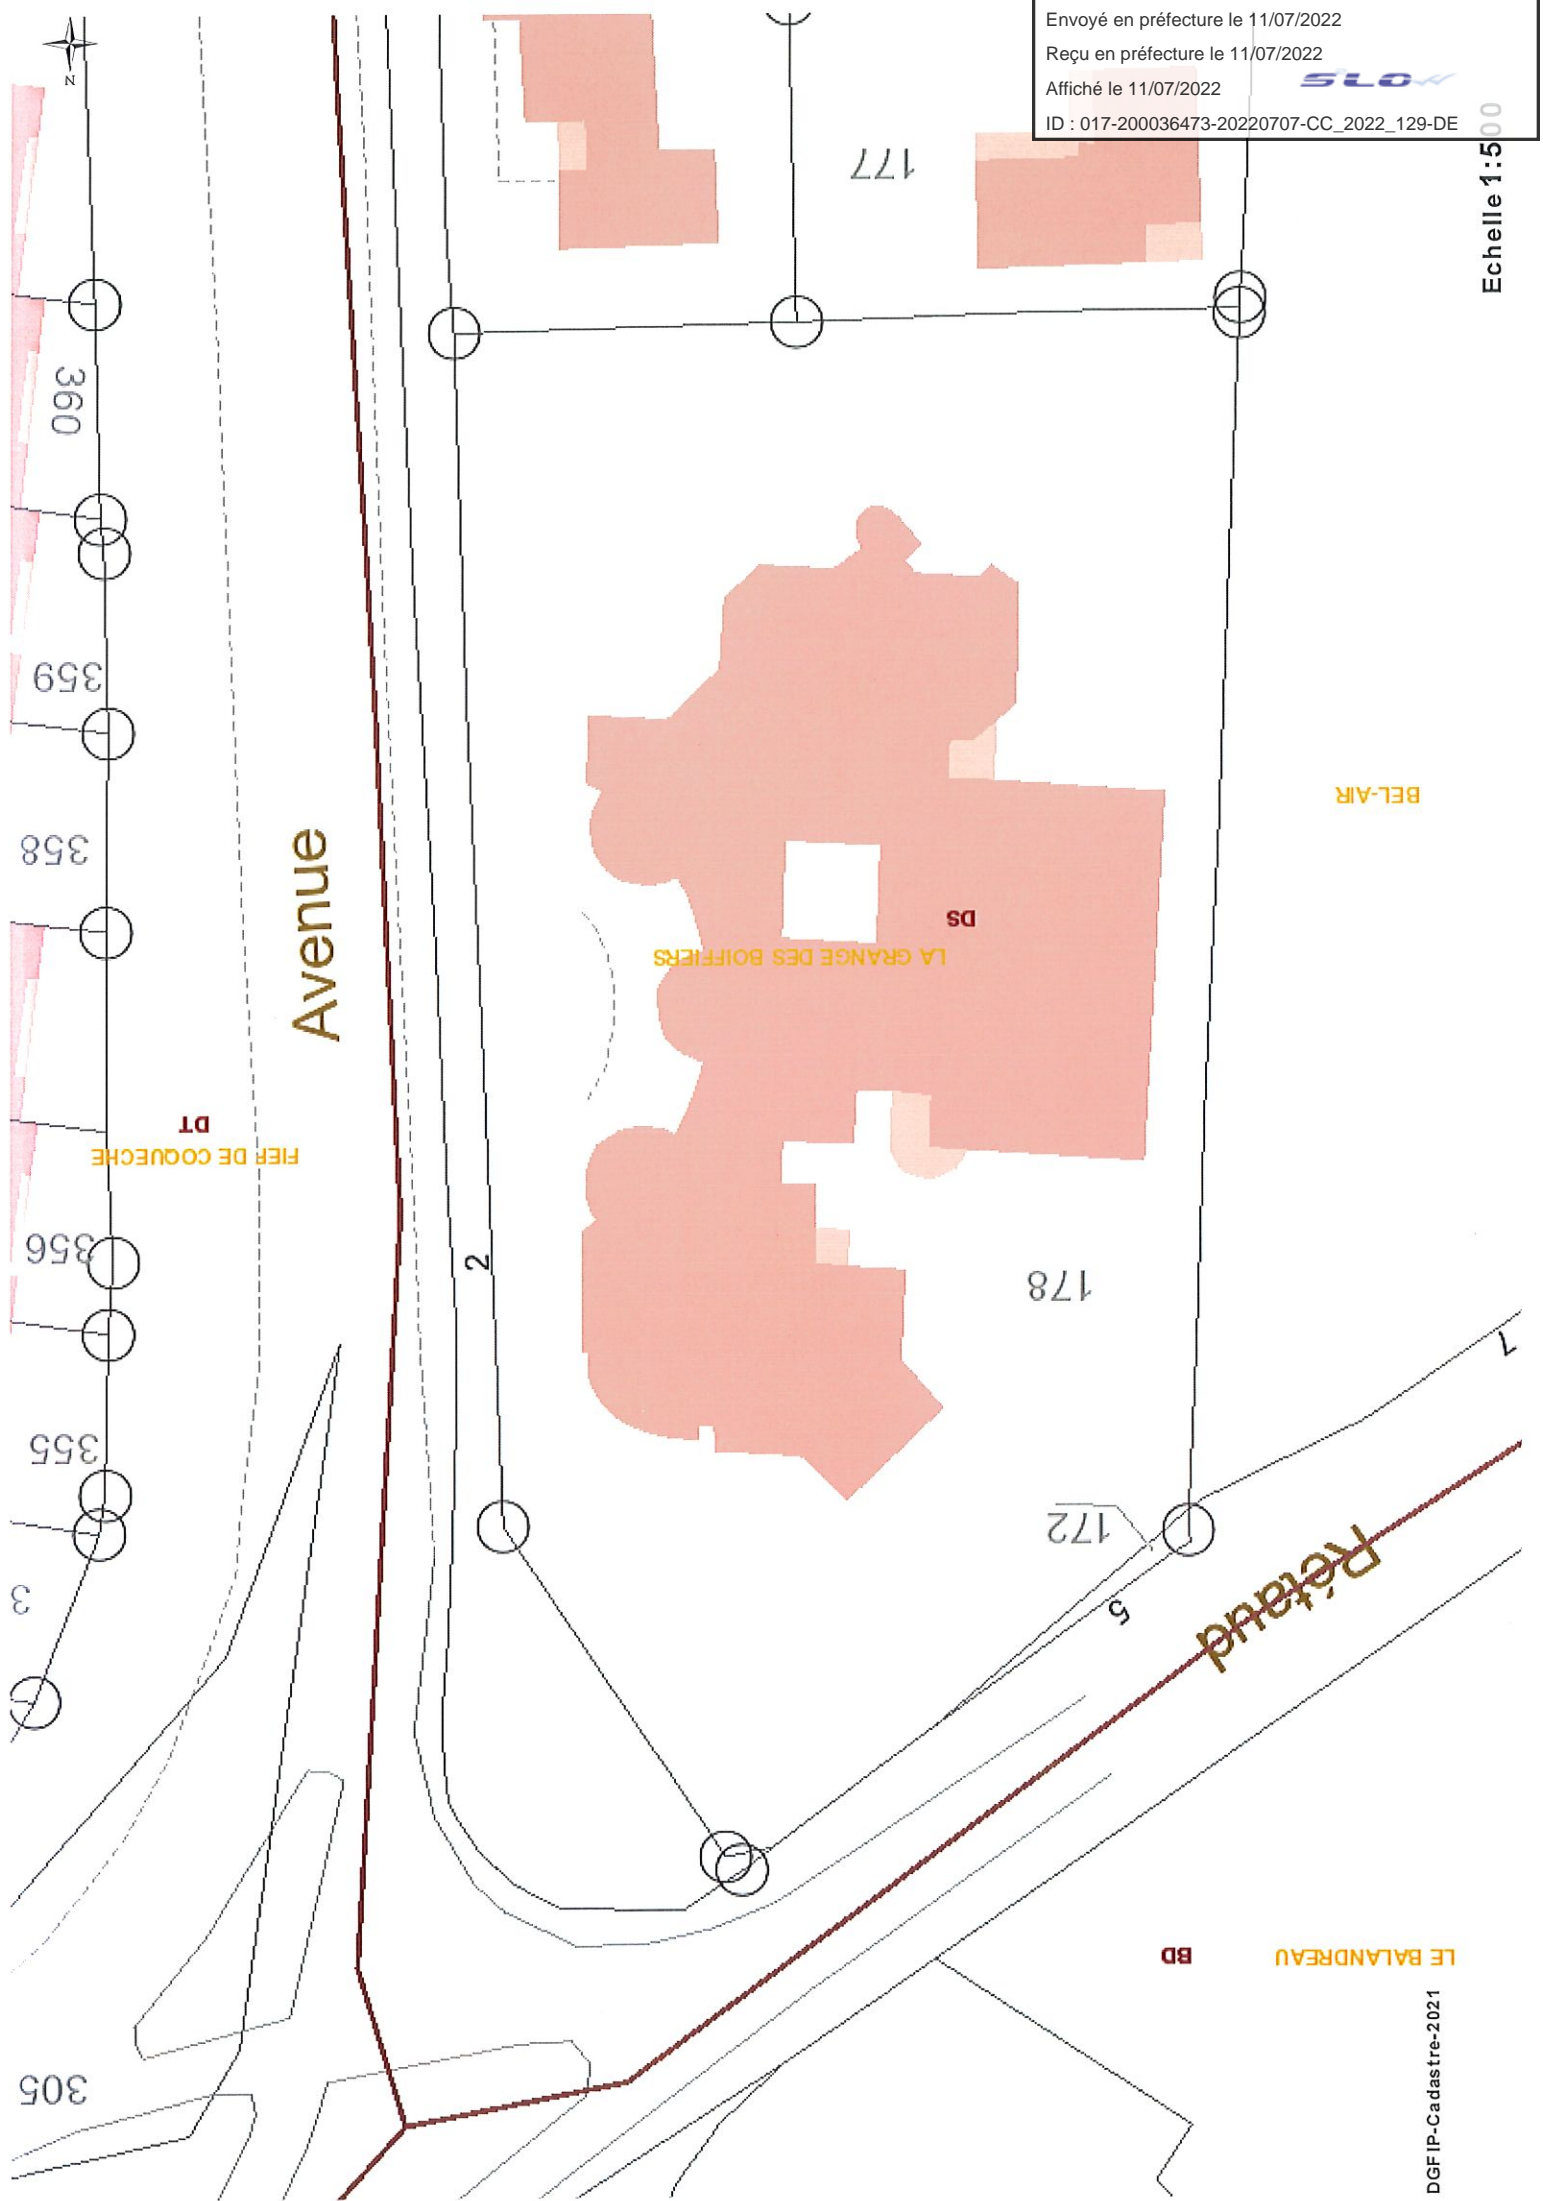 Envoyé en préfecture le 11/07/2022
Reçu en préfecture le 11/07/2022
Affiché le 11/07/2022
SLOW
ID : 017-200036473-20220707-CC_2022_129-DE
Echelle 1:500
N
177
360
359
358
Avenue
BEL-AIR
DS
LA GRANGE DES BOIFFIERS
DT
FIEF DE COQUECHE
356
2
178
7
355
172
Rétaud
5
3
BD
LE BALANDREAU
305
DGFIP-Cadastre-2021